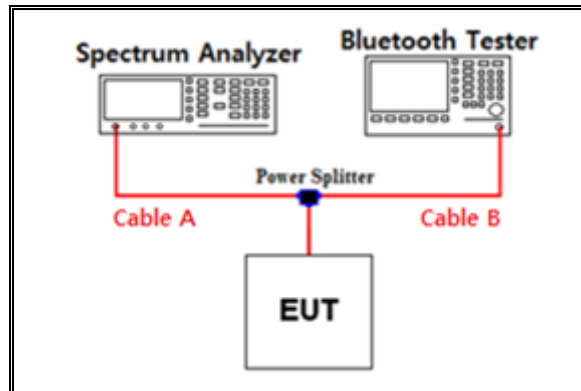 Spectrum Analyzer
Bluetooth Tester
Power Splitter
Cable A
Cable B
EUT